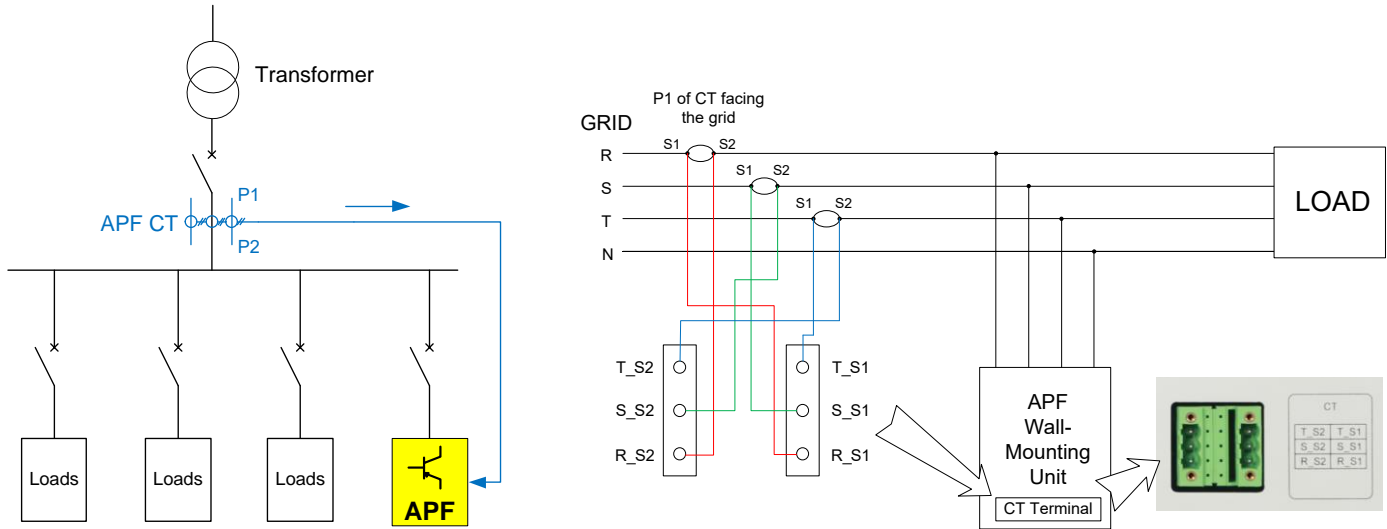 Transformer
P1
APF CT
P2
Loads
Loads
Loads
APF
P1 of CT facing
the grid
GRID
R
S1
S2
S
S1
S2
T
S1
S2
N
LOAD
T_S2
T_S1
S_S2
S_S1
R_S2
R_S1
APF
Wall-
Mounting
Unit
CT Terminal
CT
T_S2 T_S1
S_S2 S_S1
R_S2 R_S1